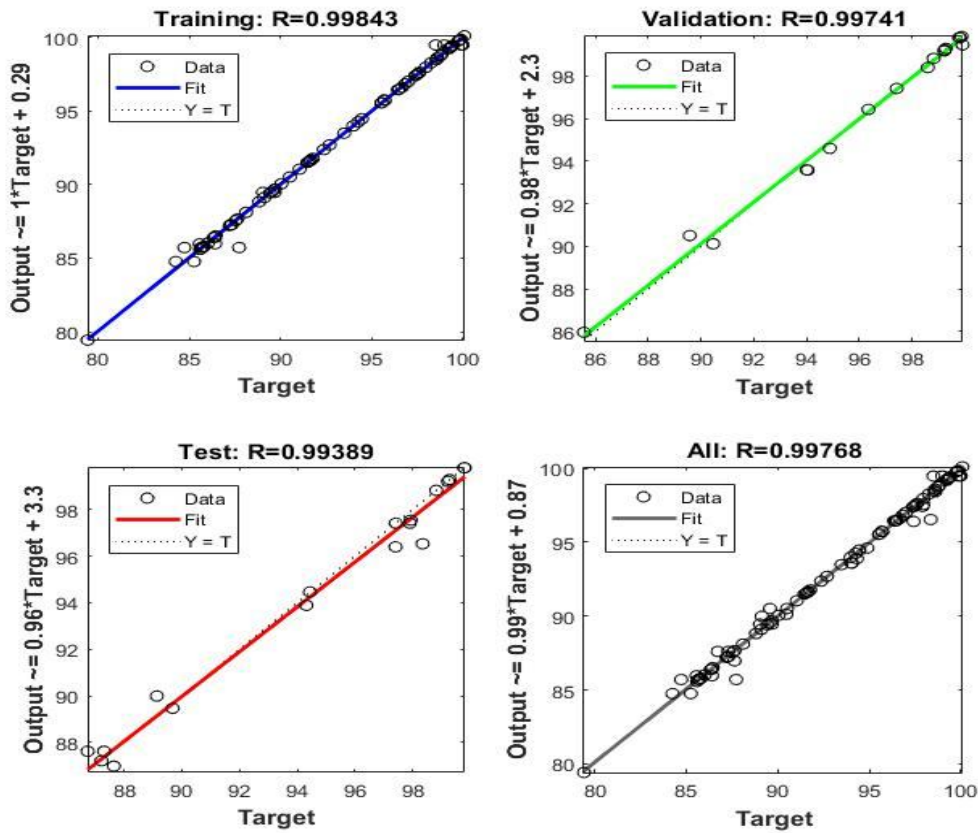 Training: R=0.99843
Output ~= 1*Target + 0.29
100
95
90
85
80
Data
Fit
Y = T
80 85 90 95 100
Target
Validation: R=0.99741
Output ~= 0.98*Target + 2.3
98
96
94
92
90
88
86
Data
Fit
Y = T
86 88 90 92 94 96 98
Target
Test: R=0.99389
Output ~= 0.96*Target + 3.3
98
96
94
92
90
88
Data
Fit
Y = T
88 90 92 94 96 98
Target
All: R=0.99768
Output ~= 0.99*Target + 0.87
100
95
90
85
80
Data
Fit
Y = T
80 85 90 95 100
Target